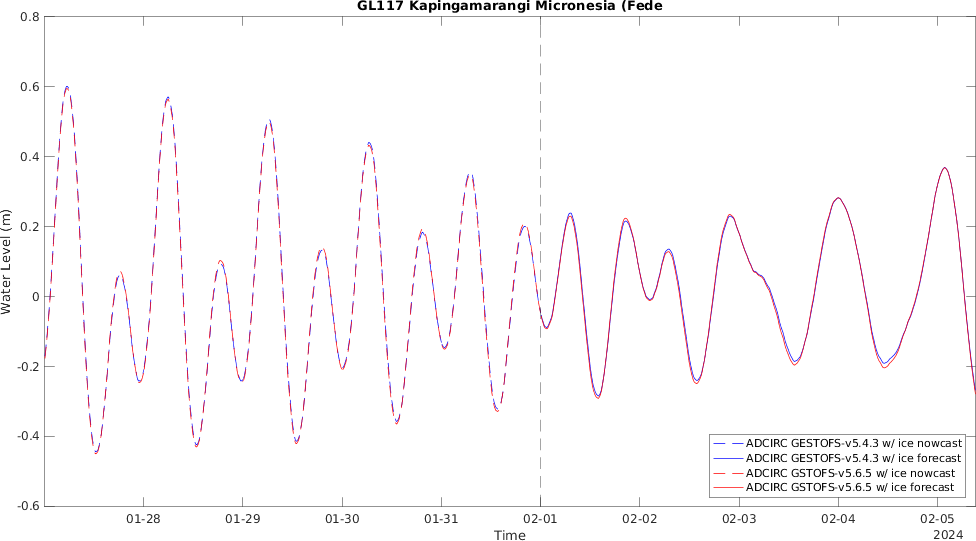 GL117 Kapingamarangi Micronesia (Fede
0.8
0.6
0.4
0.2
0
-0.2
-0.4
-0.6
Water Level (m)
01-28 01-29 01-30 01-31 02-01 02-02 02-03 02-04 02-05
Time
2024
ADCIRC GESTOFS-v5.4.3 w/ ice nowcast
ADCIRC GESTOFS-v5.4.3 w/ ice forecast
ADCIRC GSTOFS-v5.6.5 w/ ice nowcast
ADCIRC GSTOFS-v5.6.5 w/ ice forecast